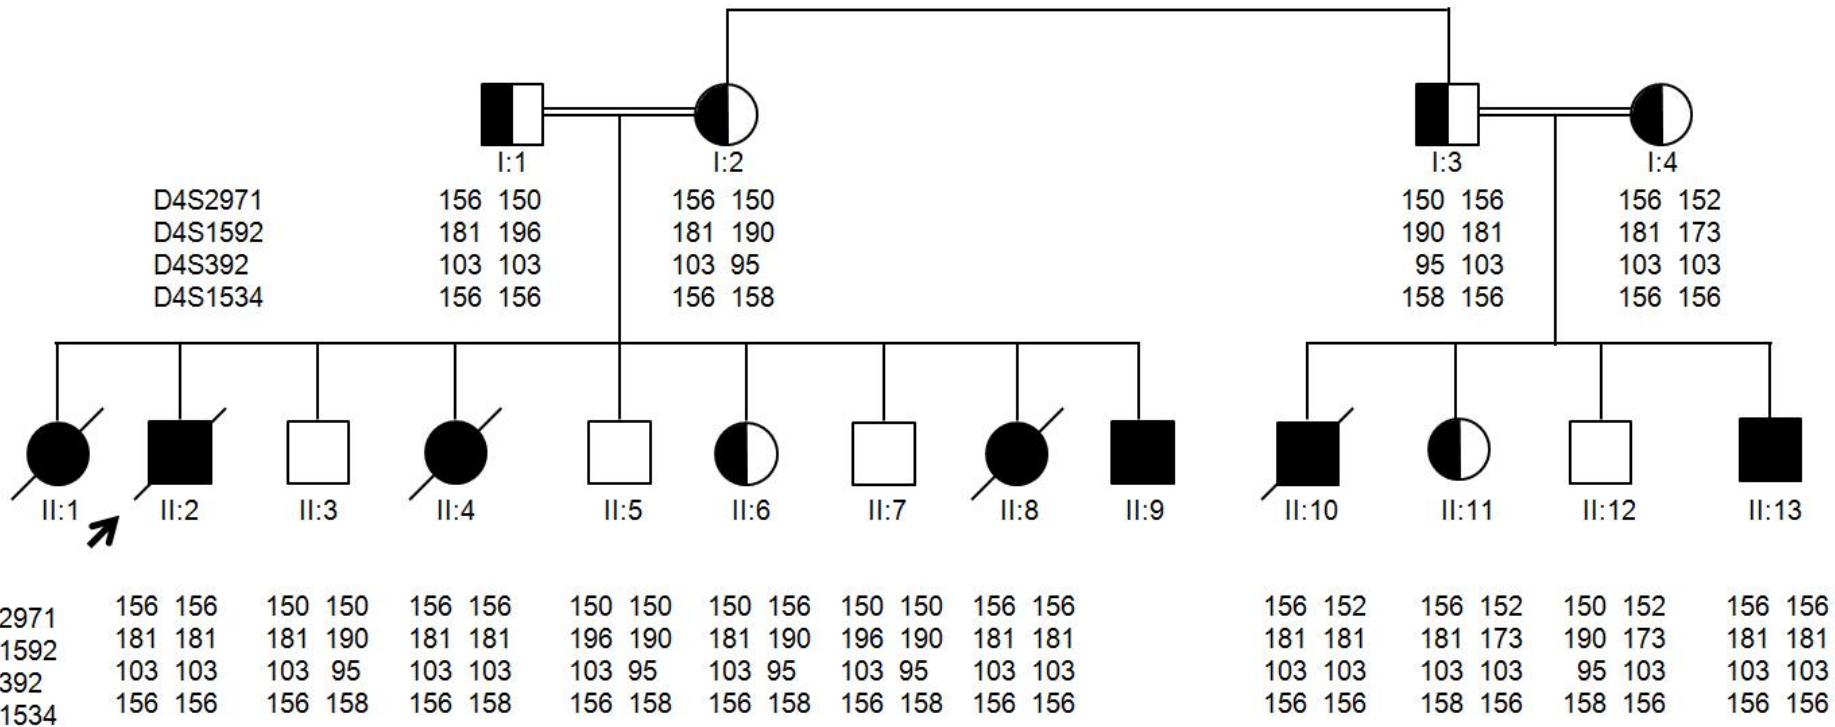 I:1 I:2 I:3 I:4
D4S2971 156 150 156 150 150 156 156 152
D4S1592 181 196 181 190 190 181 181 173
D4S392 103 103 103 95 95 103 103 103
D4S1534 156 156 156 158 158 156 156 156
II:1 II:2 II:3 II:4 II:5 II:6 II:7 II:8 II:9 II:10 II:11 II:12 II:13
2971 156 156 150 150 156 156 150 150 150 156 150 150 156 156 156 152 156 152 150 152 156 156
1592 181 181 181 190 181 181 196 190 181 190 196 190 181 181 181 181 181 173 190 173 181 181
392 103 103 103 95 103 103 103 95 103 95 103 95 103 103 103 103 103 103 95 103 103 103
1534 156 156 156 158 156 156 156 158 156 158 156 158 156 156 156 156 158 156 158 156 156 156